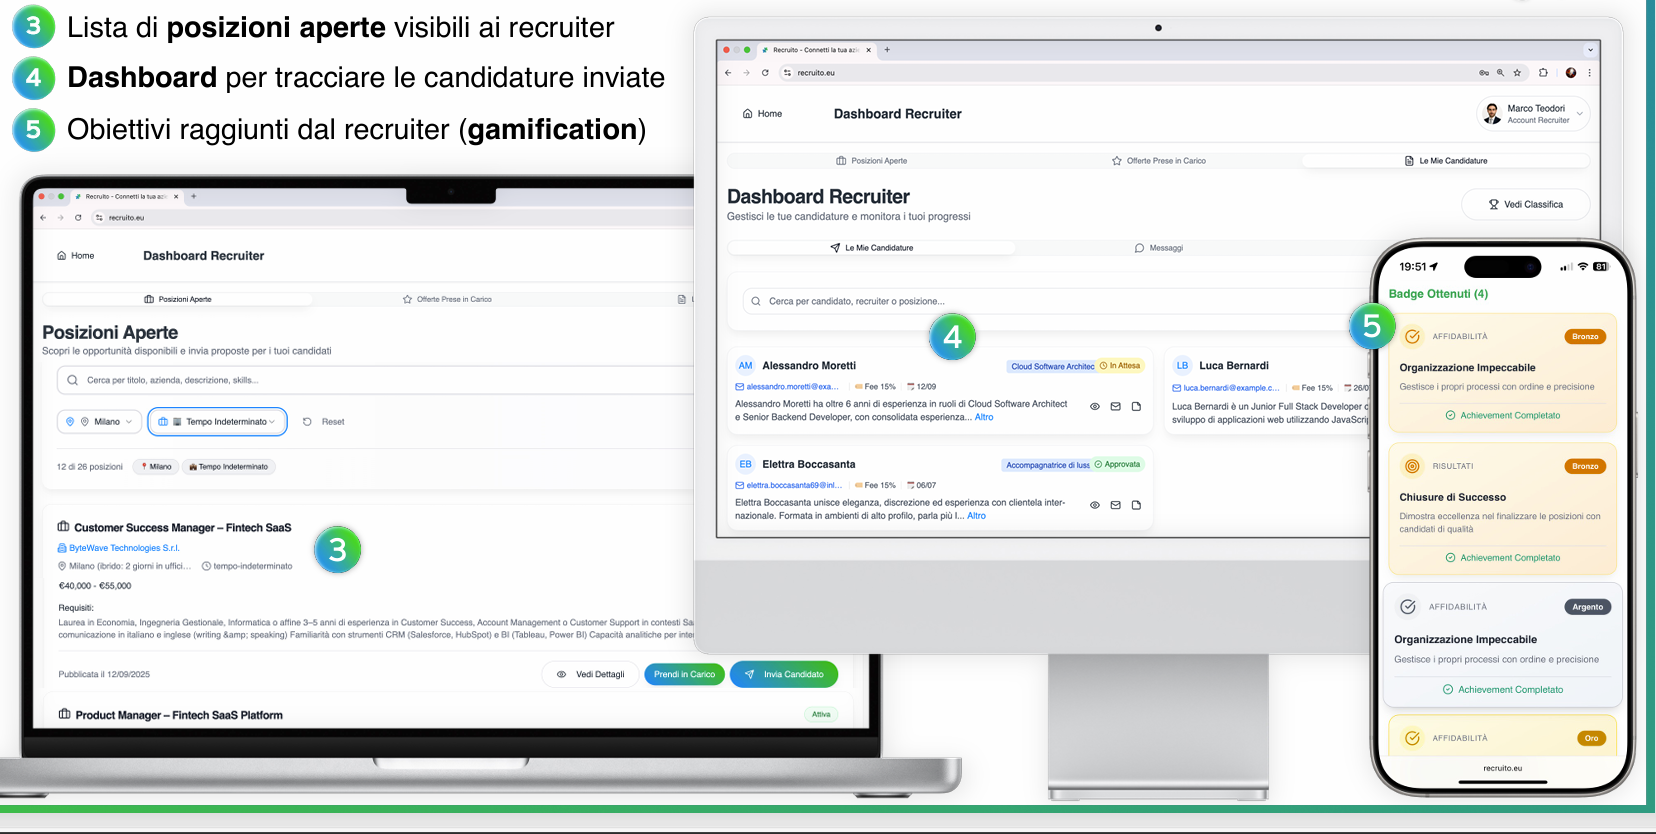 3 Lista di posizioni aperte visibili ai recruiter
4 Dashboard per tracciare le candidature inviate
5 Obiettivi raggiunti dal recruiter (gamification)
Recruito - Connetti la tua azi
recruito.eu
Home
Dashboard Recruiter
Posizioni Aperte
Offerte Prese in Carico
Posizioni Aperte
Scopri le opportunità disponibili e invia proposte per i tuoi candidati
Cerca per titolo, azienda, descrizione, skills...
Milano
Tempo Indeterminato
Reset
12 di 26 posizioni
Milano
Tempo Indeterminato
Customer Success Manager – Fintech SaaS
ByteWave Technologies S.r.l.
3
Milano (ibrido: 2 giorni in uffici...
tempo-indeterminato
€40,000 - €55,000
Requisiti:
Laurea in Economia, Ingegneria Gestionale, Informatica o affine 3–5 anni di esperienza in Customer Success, Account Management o Customer Support in contesti Sa
comunicazione in italiano e inglese (writing &amp; speaking) Familiarità con strumenti CRM (Salesforce, HubSpot) e BI (Tableau, Power BI) Capacità analitiche per inter
Pubblicata il 12/09/2025
Vedi Dettagli
Prendi in Carico
Invia Candidato
Product Manager – Fintech SaaS Platform
Attiva
Recruito - Connetti la tua azi
recruito.eu
Home
Dashboard Recruiter
Marco Teodori
Account Recruiter
Posizioni Aperte
Offerte Prese in Carico
Le Mie Candidature
Dashboard Recruiter
Gestisci le tue candidature e monitora i tuoi progressi
Vedi Classifica
Le Mie Candidature
Messaggi
Cerca per candidato, recruiter o posizione...
4
AM Alessandro Moretti
Cloud Software Architec
In Attesa
alessandro.moretti@exa...
Fee 15%
12/09
Alessandro Moretti ha oltre 6 anni di esperienza in ruoli di Cloud Software Architect
e Senior Backend Developer, con consolidata esperienza... Altro
LB Luca Bernardi
luca.bernardi@example.c...
Fee 15%
26/0
Luca Bernardi è un Junior Full Stack Developer c
sviluppo di applicazioni web utilizzando JavaScrip
EB Elettra Boccasanta
Accompagnatrice di luss
Approvata
elettra.boccasanta69@inl...
Fee 15%
06/07
Elettra Boccasanta unisce eleganza, discrezione ed esperienza con clientela inter-
nazionale. Formata in ambienti di alto profilo, parla più l... Altro
19:51
81
Badge Ottenuti (4)
5
AFFIDABILITÀ
Bronzo
Organizzazione Impeccabile
Gestisce i propri processi con ordine e precisione
Achievement Completato
RISULTATI
Bronzo
Chiusure di Successo
Dimostra eccellenza nel finalizzare le posizioni con
candidati di qualità
Achievement Completato
AFFIDABILITÀ
Argento
Organizzazione Impeccabile
Gestisce i propri processi con ordine e precisione
Achievement Completato
AFFIDABILITÀ
Oro
recruito.eu